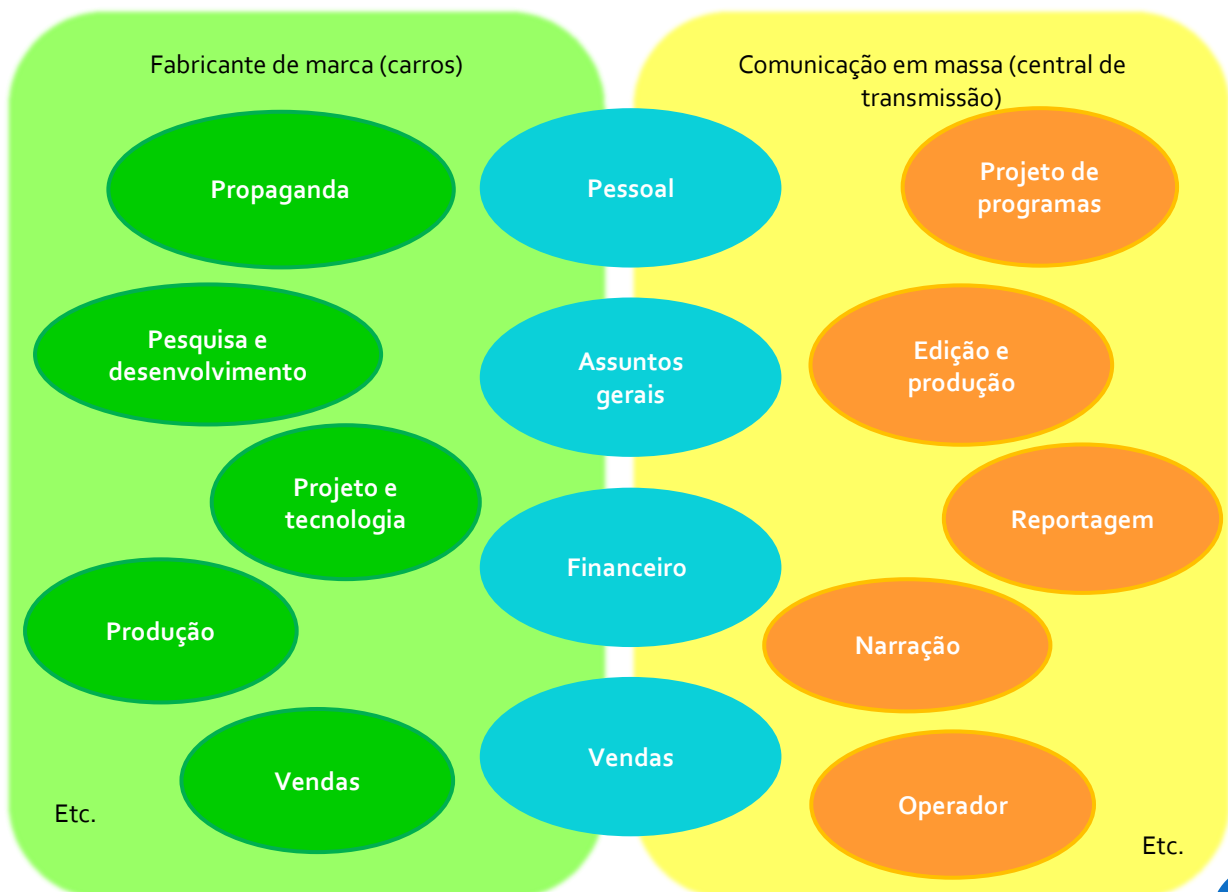 Fabricante de marca (carros)
Comunicação em massa (central de
transmissão)
Propaganda
Pessoal
Projeto de
programas
Pesquisa e
desenvolvimento
Assuntos
gerais
Edição e
produção
Projeto e
tecnologia
Reportagem
Financeiro
Produção
Narração
Vendas
Vendas
Operador
Etc.
Etc.